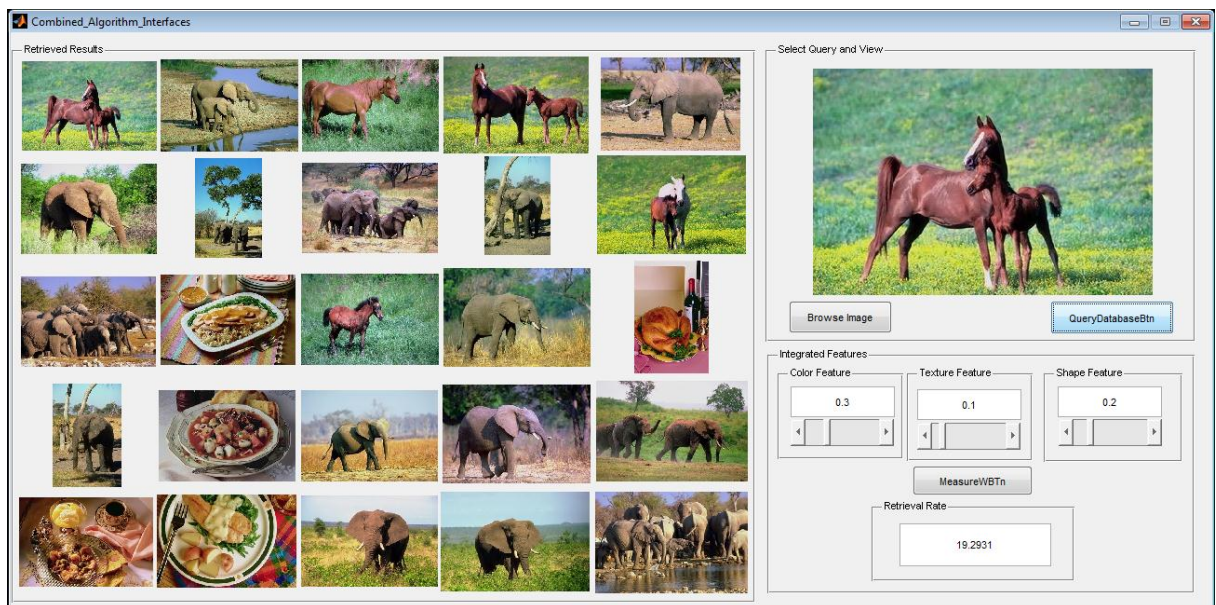 Combined_Algorithm_Interfaces
Retrieved Results
Select Query and View
Browse Image
QueryDatabaseBtn
Integrated Features
Color Feature
Texture Feature
Shape Feature
0.3
0.1
0.2
MeasureWBTn
Retrieval Rate
19.2931